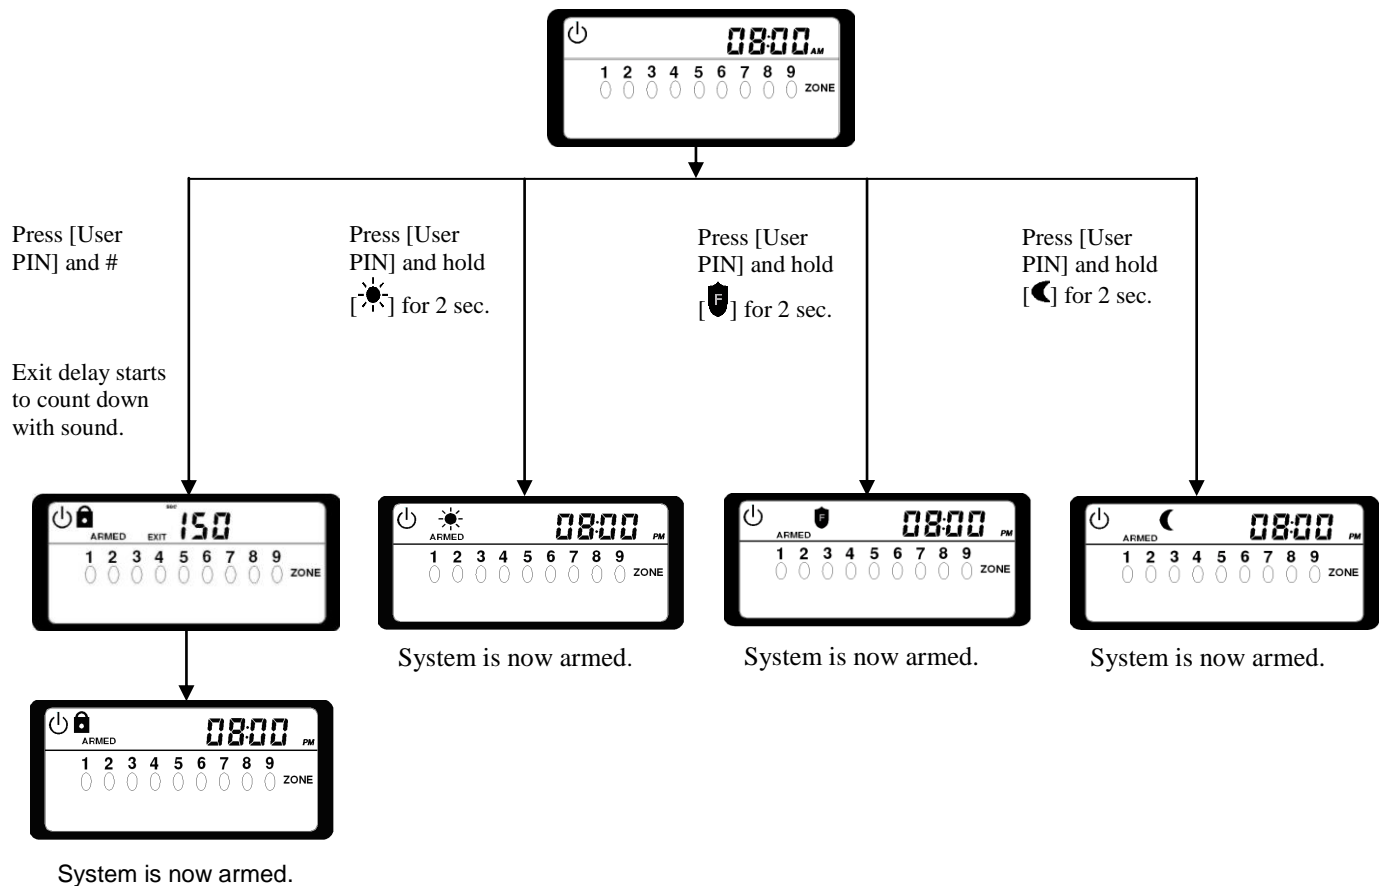 08:00 AM
1 2 3 4 5 6 7 8 9
ZONE
Press [User
PIN] and #
Press [User
PIN] and hold
[ ] for 2 sec.
Press [User
PIN] and hold
[F] for 2 sec.
Press [User
PIN] and hold
[ ] for 2 sec.
Exit delay starts
to count down
with sound.
sec
150
ARMED EXIT
1 2 3 4 5 6 7 8 9
ZONE
08:00 PM
ARMED
1 2 3 4 5 6 7 8 9
ZONE
System is now armed.
F
08:00 PM
ARMED
1 2 3 4 5 6 7 8 9
ZONE
System is now armed.
08:00 PM
ARMED
1 2 3 4 5 6 7 8 9
ZONE
System is now armed.
08:00 PM
ARMED
1 2 3 4 5 6 7 8 9
ZONE
System is now armed.